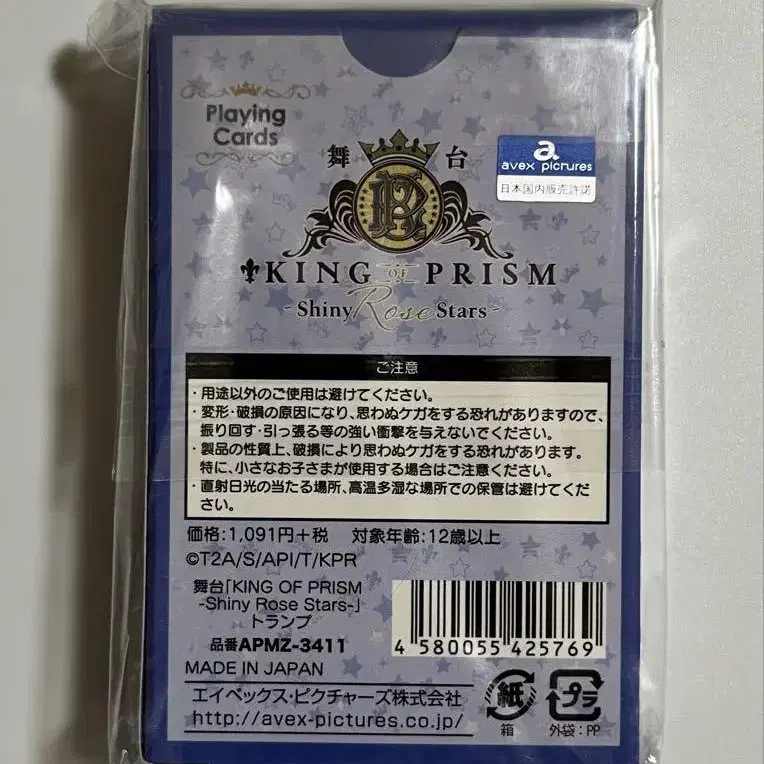 Playing
Cards
舞台
a.
avex pictures
日本国内販売許諾
KING OF PRISM
-Shiny Rose Stars-
ご注意
・用途以外のご使用は避けてください。
・変形・破損の原因になり、思わぬケガをする恐れがありますので、
振り回す・引っ張る等の強い衝撃を与えないでください。
・製品の性質上、破損により思わぬケガをする恐れがあります。
特に、小さなお子さまが使用する場合はご注意ください。
・直射日光の当たる場所、高温多湿な場所での保管は避けてくだ
さい。
価格:1,091円+税 対象年齢:12歳以上
©T2A/S/API/T/KPR
舞台「KING OF PRISM
-Shiny Rose Stars-」
トランプ
品番APMZ-3411
4 580055 425769
MADE IN JAPAN
エイベックス・ピクチャーズ株式会社
http://avex-pictures.co.jp/
紙
箱
プラ
外袋:PP